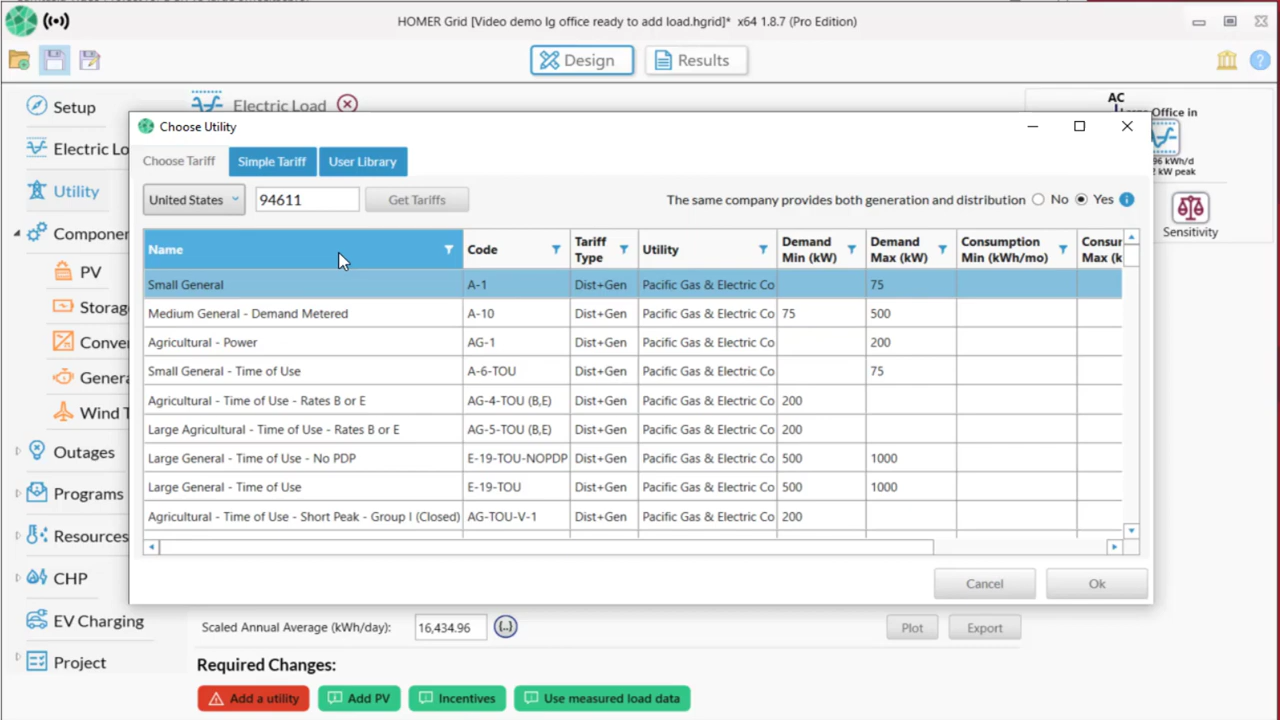 HOMER Grid [Video demo lg office ready to add load.hgrid]* x64 1.8.7 (Pro Edition)
Design
Results
Setup
Electric Load
AC
Office in
Choose Utility
Electric Lo
96 kWh/d
kW peak
Choose Tariff
Simple Tariff
User Library
Utility
United States
94611
Get Tariffs
The same company provides both generation and distribution
No
Yes
Sensitivity
Componen
Name
Code
Tariff Type
Utility
Demand Min (kW)
Demand Max (kW)
Consumption Min (kWh/mo)
Consur Max (k
PV
Small General A-1 Dist+Gen Pacific Gas & Electric Co 75
Storag
Medium General - Demand Metered A-10 Dist+Gen Pacific Gas & Electric Co 75 500
Conver
Agricultural - Power AG-1 Dist+Gen Pacific Gas & Electric Co 200
Genera
Small General - Time of Use A-6-TOU Dist+Gen Pacific Gas & Electric Co 75
Wind T
Agricultural - Time of Use - Rates B or E AG-4-TOU (B,E) Dist+Gen Pacific Gas & Electric Co 200
Large Agricultural - Time of Use - Rates B or E AG-5-TOU (B,E) Dist+Gen Pacific Gas & Electric Co 200
Outages
Large General - Time of Use - No PDP E-19-TOU-NOPDP Dist+Gen Pacific Gas & Electric Co 500 1000
Programs
Large General - Time of Use E-19-TOU Dist+Gen Pacific Gas & Electric Co 500 1000
Resources
Agricultural - Time of Use - Short Peak - Group I (Closed) AG-TOU-V-1 Dist+Gen Pacific Gas & Electric Co 200
CHP
Cancel
Ok
EV Charging
Scaled Annual Average (kWh/day):
16,434.96
{..}
Plot
Export
Project
Required Changes:
Add a utility
Add PV
Incentives
Use measured load data